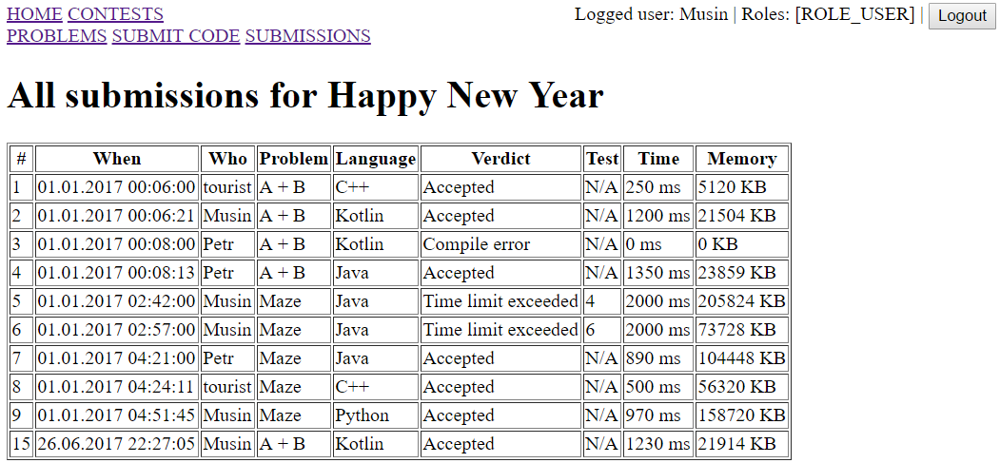 HOME CONTESTS Logged user: Musin | Roles: [ROLE_USER] | Logout
PROBLEMS SUBMIT CODE SUBMISSIONS
All submissions for Happy New Year
# When Who Problem Language Verdict Test Time Memory
1 01.01.2017 00:06:00 tourist A + B C++ Accepted N/A 250 ms 5120 KB
2 01.01.2017 00:06:21 Musin A + B Kotlin Accepted N/A 1200 ms 21504 KB
3 01.01.2017 00:08:00 Petr A + B Kotlin Compile error N/A 0 ms 0 KB
4 01.01.2017 00:08:13 Petr A + B Java Accepted N/A 1350 ms 23859 KB
5 01.01.2017 02:42:00 Musin Maze Java Time limit exceeded 4 2000 ms 205824 KB
6 01.01.2017 02:57:00 Musin Maze Java Time limit exceeded 6 2000 ms 73728 KB
7 01.01.2017 04:21:00 Petr Maze Java Accepted N/A 890 ms 104448 KB
8 01.01.2017 04:24:11 tourist Maze C++ Accepted N/A 500 ms 56320 KB
9 01.01.2017 04:51:45 Musin Maze Python Accepted N/A 970 ms 158720 KB
15 26.06.2017 22:27:05 Musin A + B Kotlin Accepted N/A 1230 ms 21914 KB